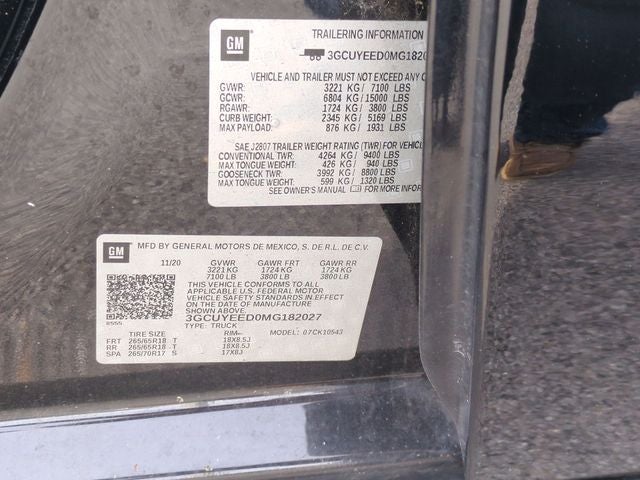 GM
TRAILERING INFORMATION
3GCUYEED0MG18202
VEHICLE AND TRAILER MUST NOT EXCEED ANY
GVWR: 3221 KG/ 7100 LBS
GCWR: 6804 KG/15000 LBS
RGAWR: 1724 KG/ 3800 LBS
CURB WEIGHT: 2345 KG/ 5169 LBS
MAX PAYLOAD: 876 KG/ 1931 LBS
SAE J2807 TRAILER WEIGHT RATING (TWR) FOR VEHICL
CONVENTIONAL TWR: 4264 KG/ 9400 LBS
MAX TONGUE WEIGHT: 426 KG/ 940 LBS
GOOSENECK TWR: 3992 KG/ 8800 LBS
MAX TONGUE WEIGHT: 599 KG/ 1320 LBS
SEE OWNER'S MANUAL FOR MORE INFOR
GM
MFD BY GENERAL MOTORS DE MEXICO, S. DE R.L. DE C.V.
11/20 GVWR GAWR FRT GAWR RR
3221 KG 1724 KG 1724 KG
7100 LB 3800 LB 3800 LB
THIS VEHICLE CONFORMS TO ALL
APPLICABLE U.S. FEDERAL MOTOR
VEHICLE SAFETY STANDARDS IN EFFECT
ON THE DATE OF MANUFACTURE
SHOWN ABOVE.
3GCUYEED0MG182027
TYPE: TRUCK MODEL: 07CK10543
TIRE SIZE RIM
FRT 265/65R18 T 18X8.5J
RR 265/65R18 T 18X8.5J
SPA 265/70R17 S 17X8J